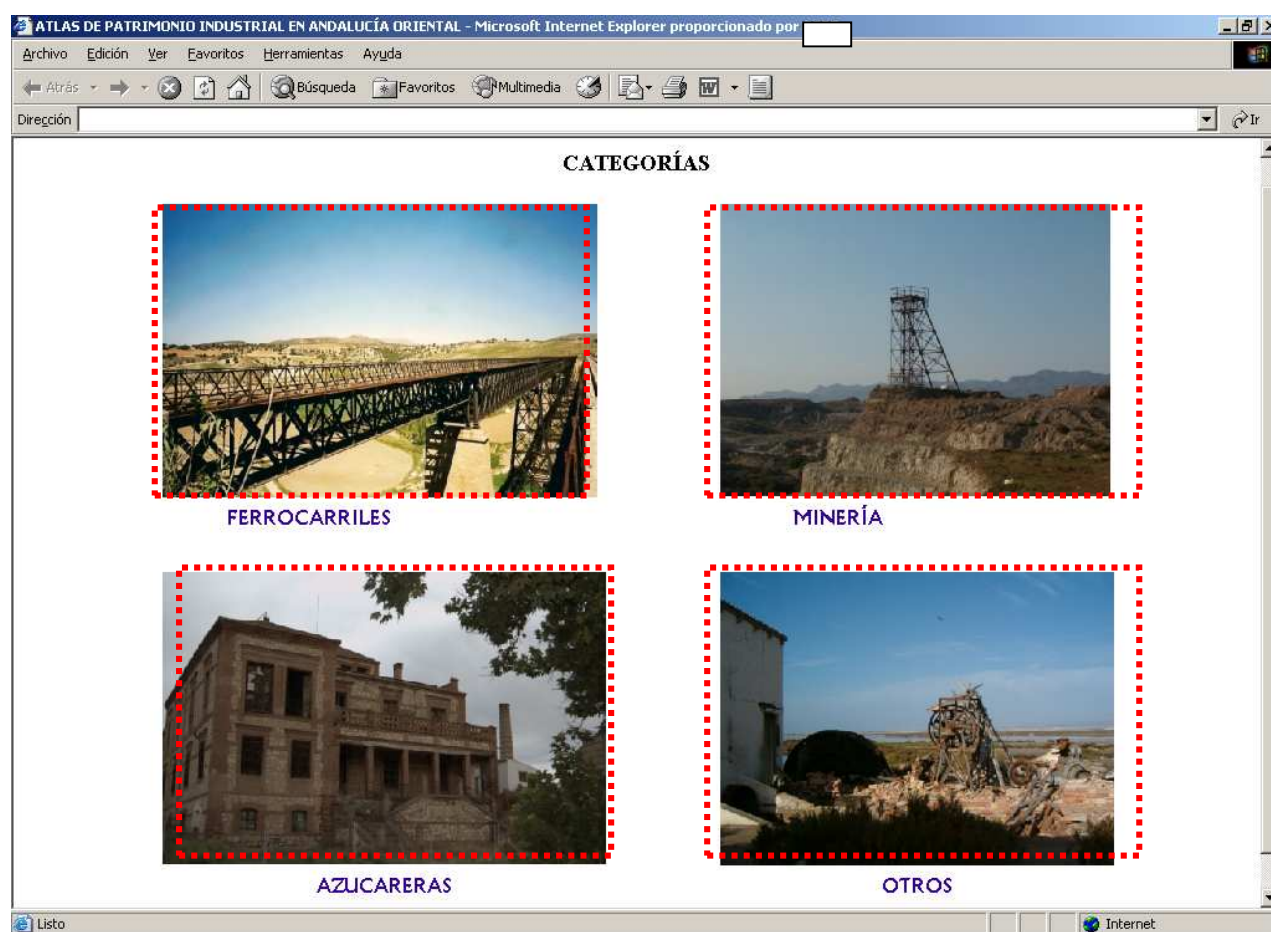 ATLAS DE PATRIMONIO INDUSTRIAL EN ANDALUCÍA ORIENTAL - Microsoft Internet Explorer proporcionado por
Archivo Edición Ver Favoritos Herramientas Ayuda
Atrás Búsqueda Favoritos Multimedia
Dirección Ir
CATEGORÍAS
FERROCARRILES MINERÍA
AZUCARERAS OTROS
Listo Internet